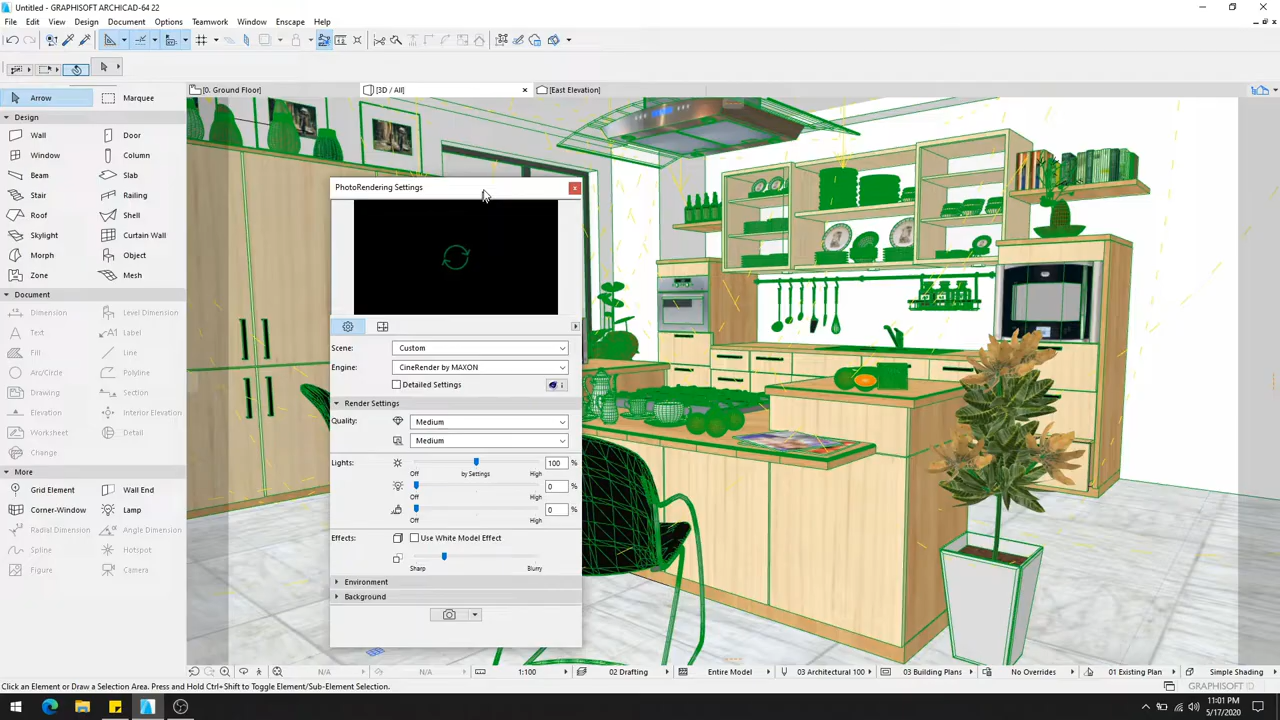 Untitled - GRAPHISOFT ARCHICAD-64 22
File Edit View Design Document Options Teamwork Window Enscape Help
[0. Ground Floor] [3D / All] [East Elevation]
Arrow Marquee
Design
Wall Door
Window Column
Beam Slab
Stair Railing
Roof Shell
Skylight Curtain Wall
Morph Object
Zone Mesh
Document
Dimension Level Dimension
Text Label
Fill Line
Arc/Circle Polyline
Drawing Section
Elevation Interior Elevation
Worksheet Detail
Change
More
Grid Element Wall End
Corner-Window Lamp
Radial Dimension Angle Dimension
Spline Hotspot
Figure Camera
PhotoRendering Settings
Scene: Custom
Engine: CineRender by MAXON
Detailed Settings
Render Settings
Quality: Medium
Medium
Lights: 100 %
Off by Settings High
0 %
Off High
0 %
Off High
Effects: Use White Model Effect
Sharp Blurry
Environment
Background
N/A N/A 1:100 02 Drafting Entire Model 03 Architectural 100 03 Building Plans No Overrides 01 Existing Plan Simple Shading
Click an Element or Draw a Selection Area. Press and Hold Ctrl+Shift to Toggle Element/Sub-Element Selection.
GRAPHISOFT ID
11:01 PM
5/17/2020